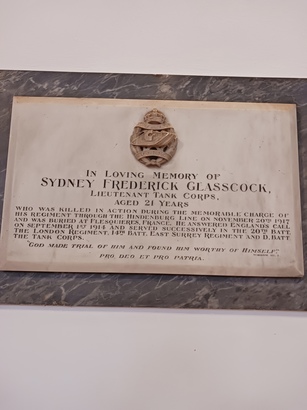 IN LOVING MEMORY OF
SYDNEY FREDERICK GLASSCOCK,
LIEUTENANT TANK CORPS,
AGED 21 YEARS
WHO WAS KILLED IN ACTION DURING THE MEMORABLE CHARGE OF
HIS REGIMENT THROUGH THE HINDENBERG LINE ON NOVEMBER 20TH 1917
AND WAS BURIED AT FLESQUIERES, FRANCE. HE ANSWERED ENGLANDS CALL
ON SEPTEMBER 1ST 1914 AND SERVED SUCCESSIVELY IN THE 20TH BATT.
THE LONDON REGIMENT, 14TH BATT. EAST SURREY REGIMENT AND D. BATT.
THE TANK CORPS.
"GOD MADE TRIAL OF HIM AND FOUND HIM WORTHY OF HIMSELF."
PRO DEO ET PRO PATRIA.